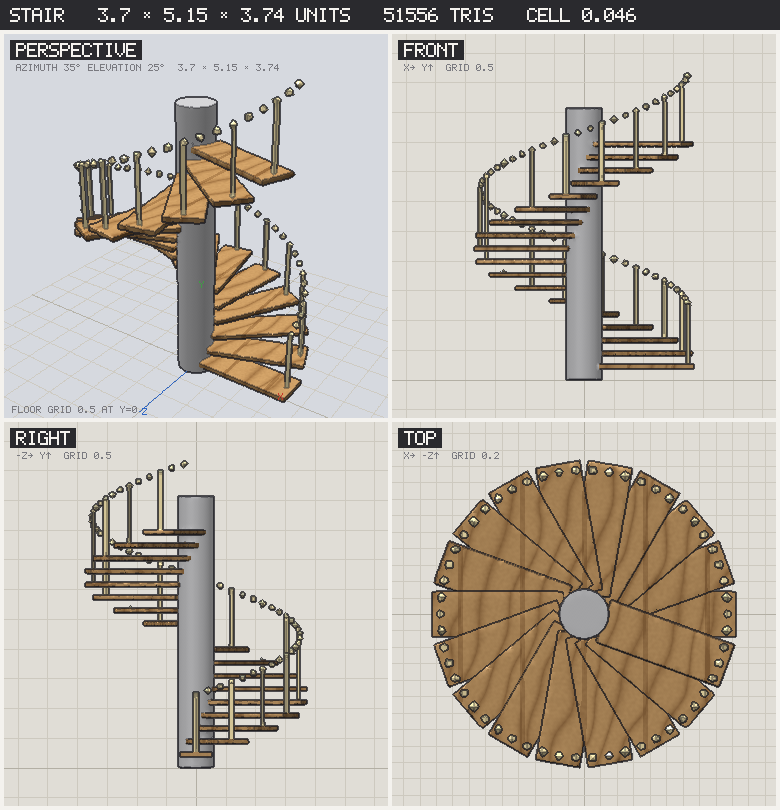 STAIR 3.7 × 5.15 × 3.74 UNITS 51556 TRIS CELL 0.046
PERSPECTIVE
AZIMUTH 35° ELEVATION 25° 3.7 × 5.15 × 3.74
FLOOR GRID 0.5 AT Y=0
Z
FRONT
X→ Y↑ GRID 0.5
RIGHT
-Z→ Y↑ GRID 0.5
TOP
X→ -Z↑ GRID 0.2